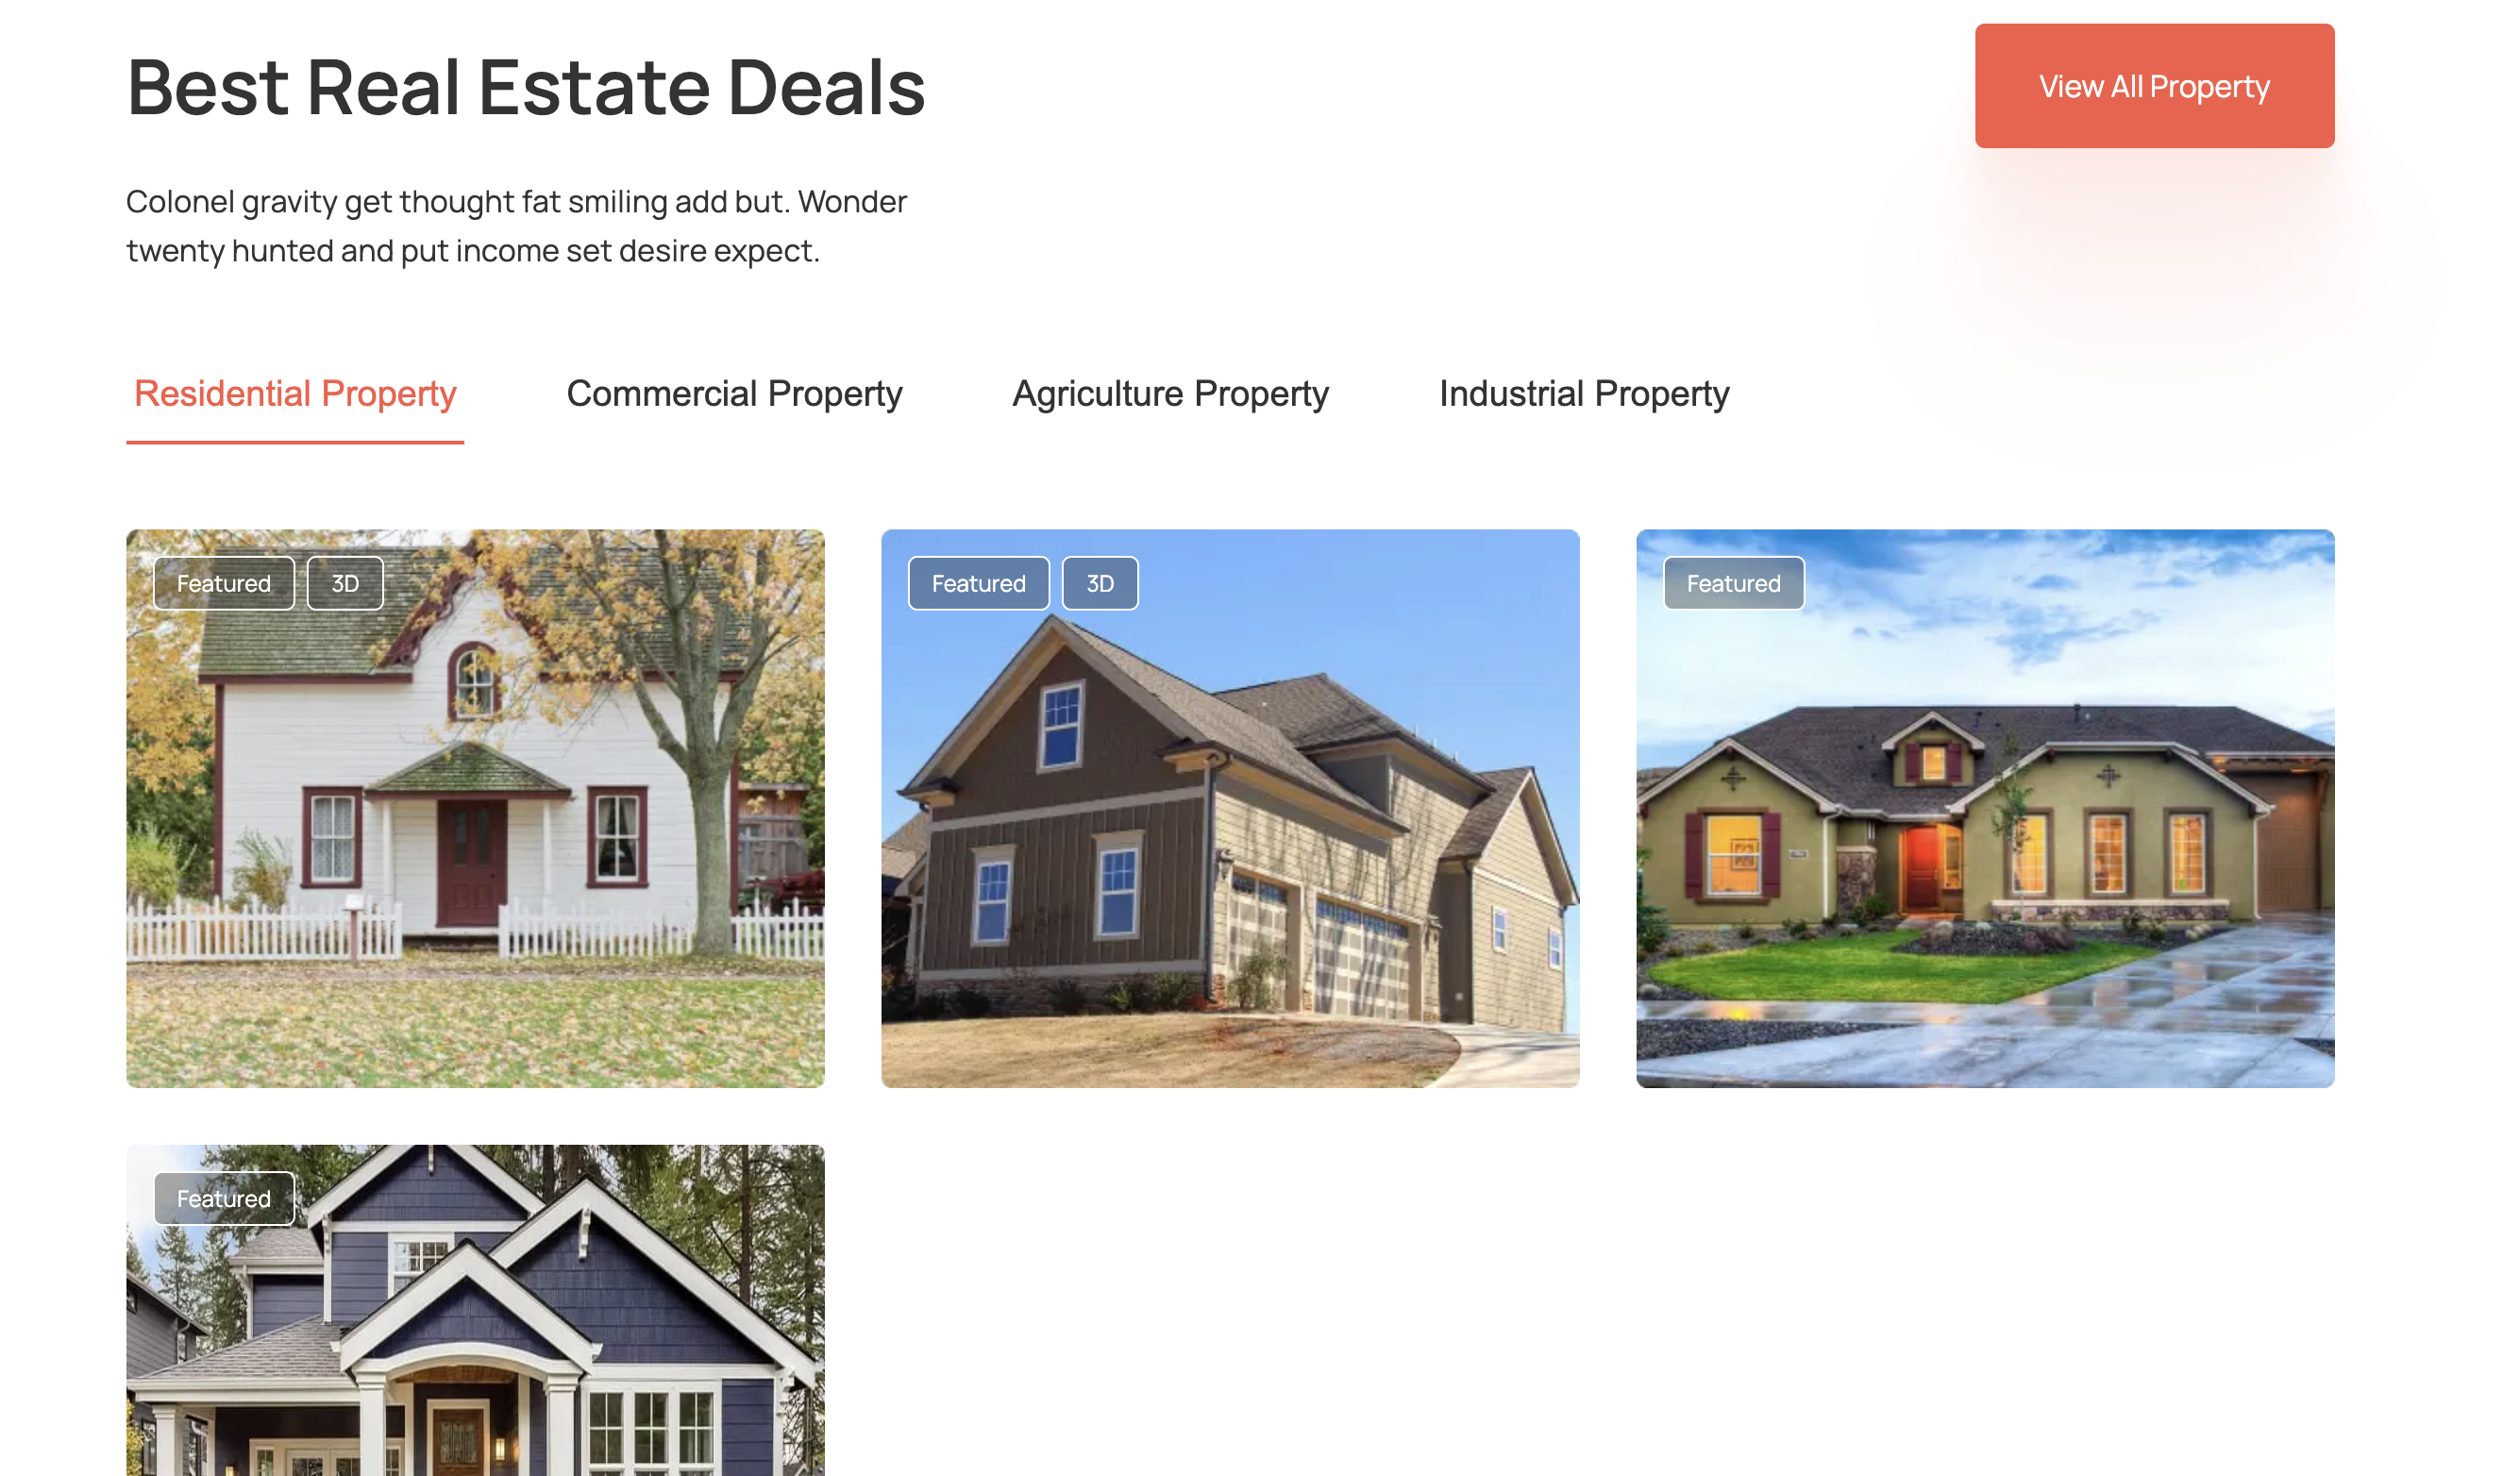 Best Real Estate Deals
View All Property
Colonel gravity get thought fat smiling add but. Wonder
twenty hunted and put income set desire expect.
Residential Property
Commercial Property
Agriculture Property
Industrial Property
Featured
3D
Featured
3D
Featured
Featured